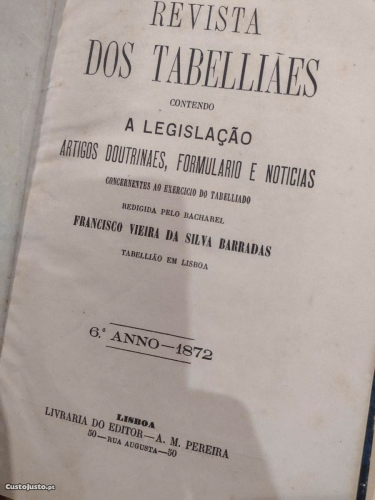 REVISTA
DOS TABELLIÃES
CONTENDO
A LEGISLAÇÃO
ARTIGOS DOUTRINAES, FORMULARIO E NOTICIAS
CONCERNENTES AO EXERCICIO DO TABELLIADO
REDIGIDA PELO BACHAREL
FRANCISCO VIEIRA DA SILVA BARRADAS
TABELLIÃO EM LISBOA
6.º ANNO—1872
LISBOA
LIVRARIA DO EDITOR—A. M. PEREIRA
50—RUA AUGUSTA—50
CustoJusto.pt